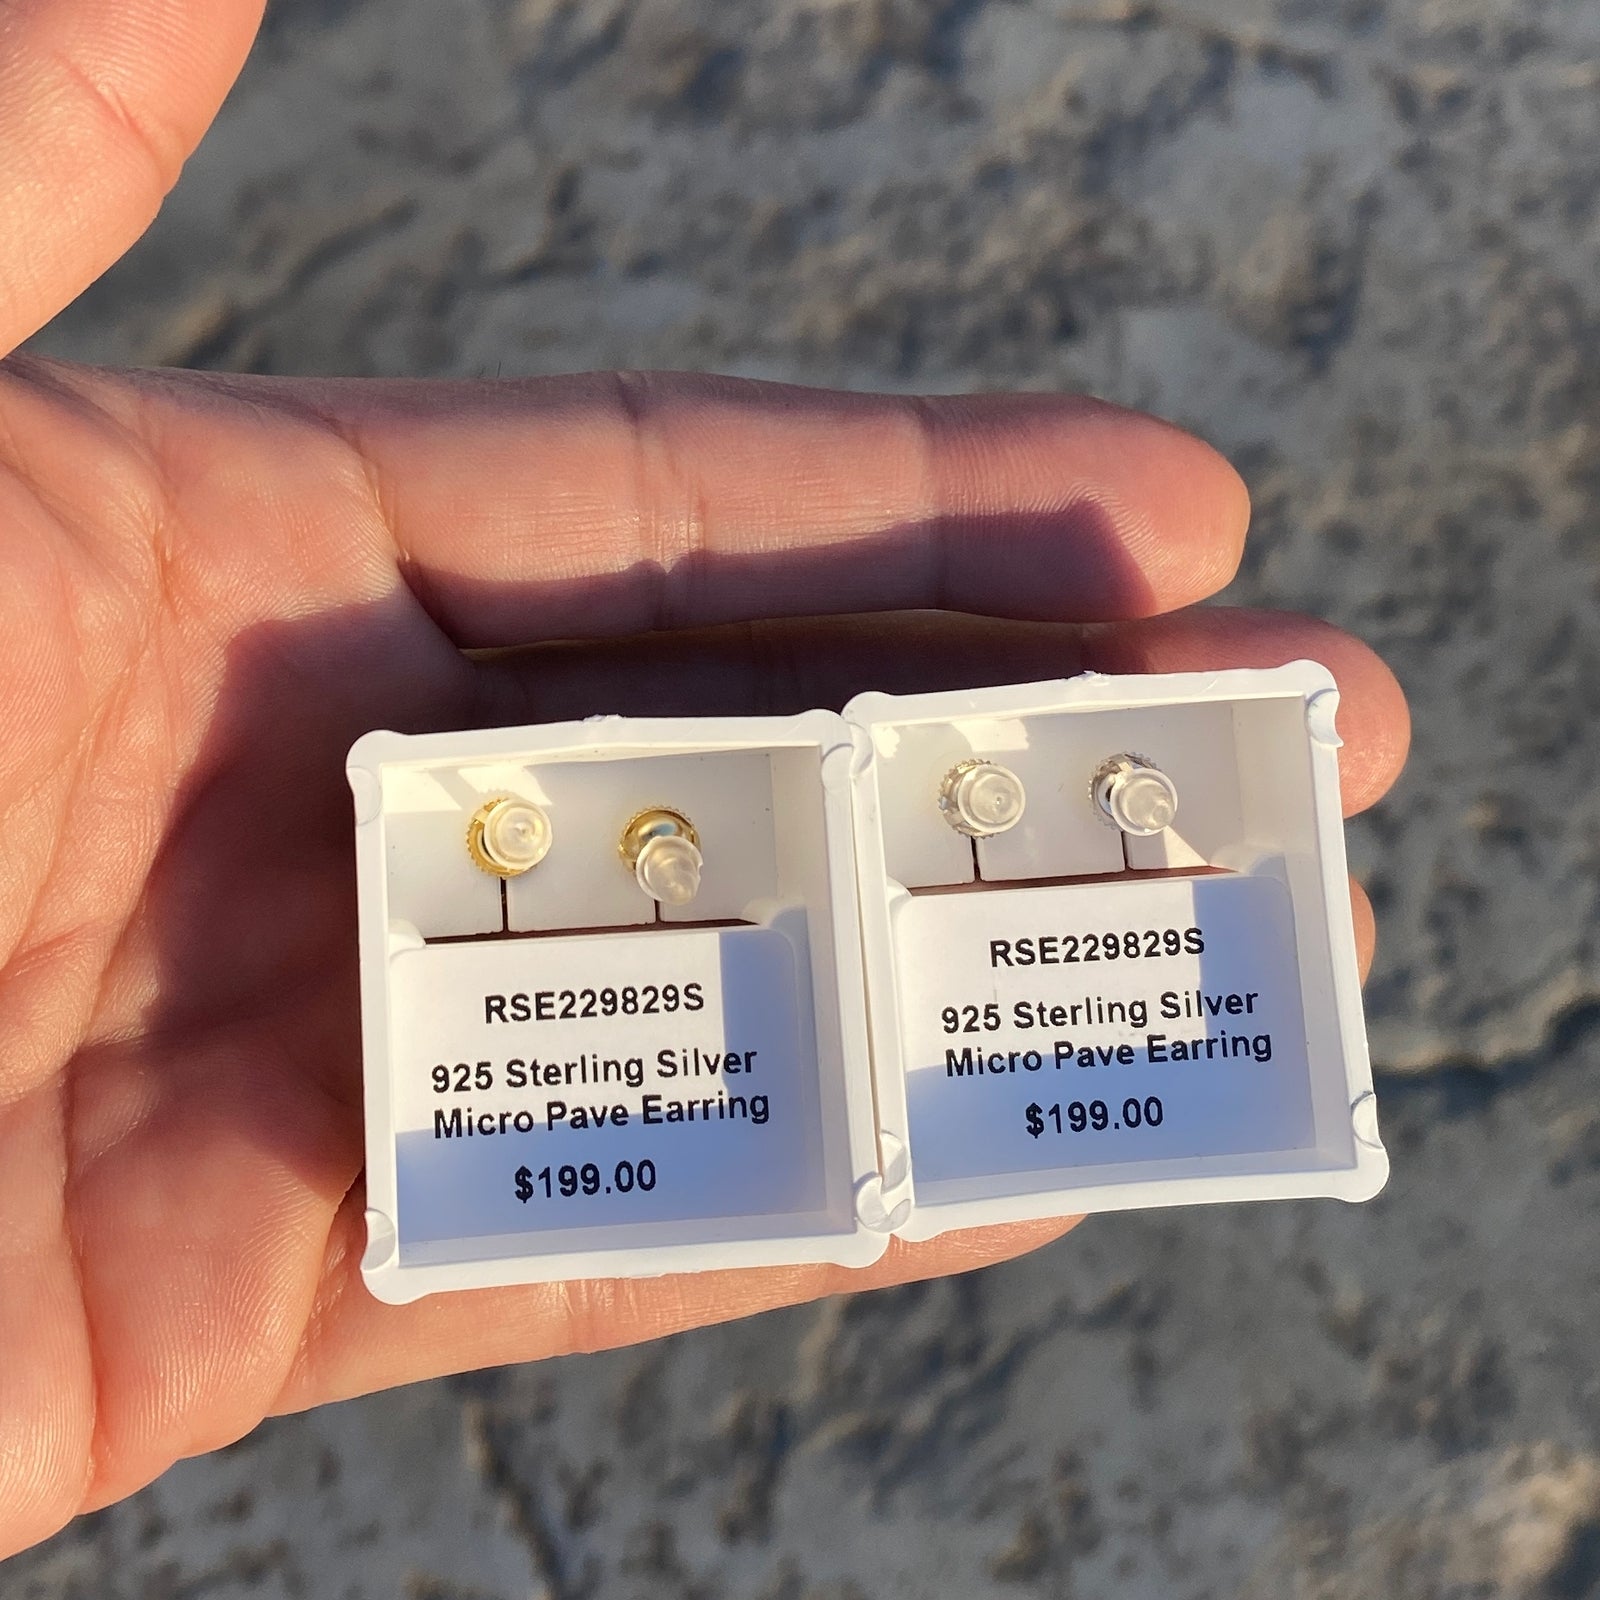 RSE229829S
925 Sterling Silver
Micro Pave Earring
$199.00
RSE229829S
925 Sterling Silver
Micro Pave Earring
$199.00